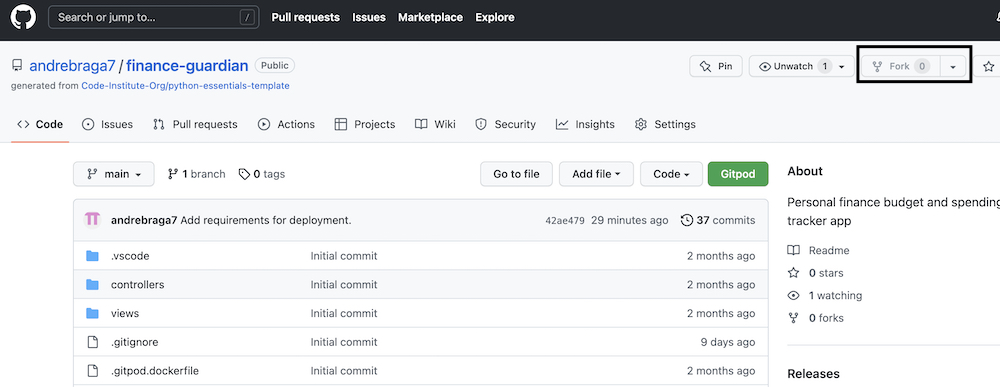 Search or jump to... /
Pull requests Issues Marketplace Explore
andrebraga7 / finance-guardian Public
Pin Unwatch 1 Fork 0
generated from Code-Institute-Org/python-essentials-template
Code Issues Pull requests Actions Projects Wiki Security Insights Settings
main 1 branch 0 tags Go to file Add file Code Gitpod
About
Personal finance budget and spending
tracker app
andrebraga7 Add requirements for deployment. 42ae479 29 minutes ago 37 commits
.vscode Initial commit 2 months ago
controllers Initial commit 2 months ago
views Initial commit 2 months ago
.gitignore Initial commit 9 days ago
.gitpod.dockerfile Initial commit 2 months ago
Readme
0 stars
1 watching
0 forks
Releases